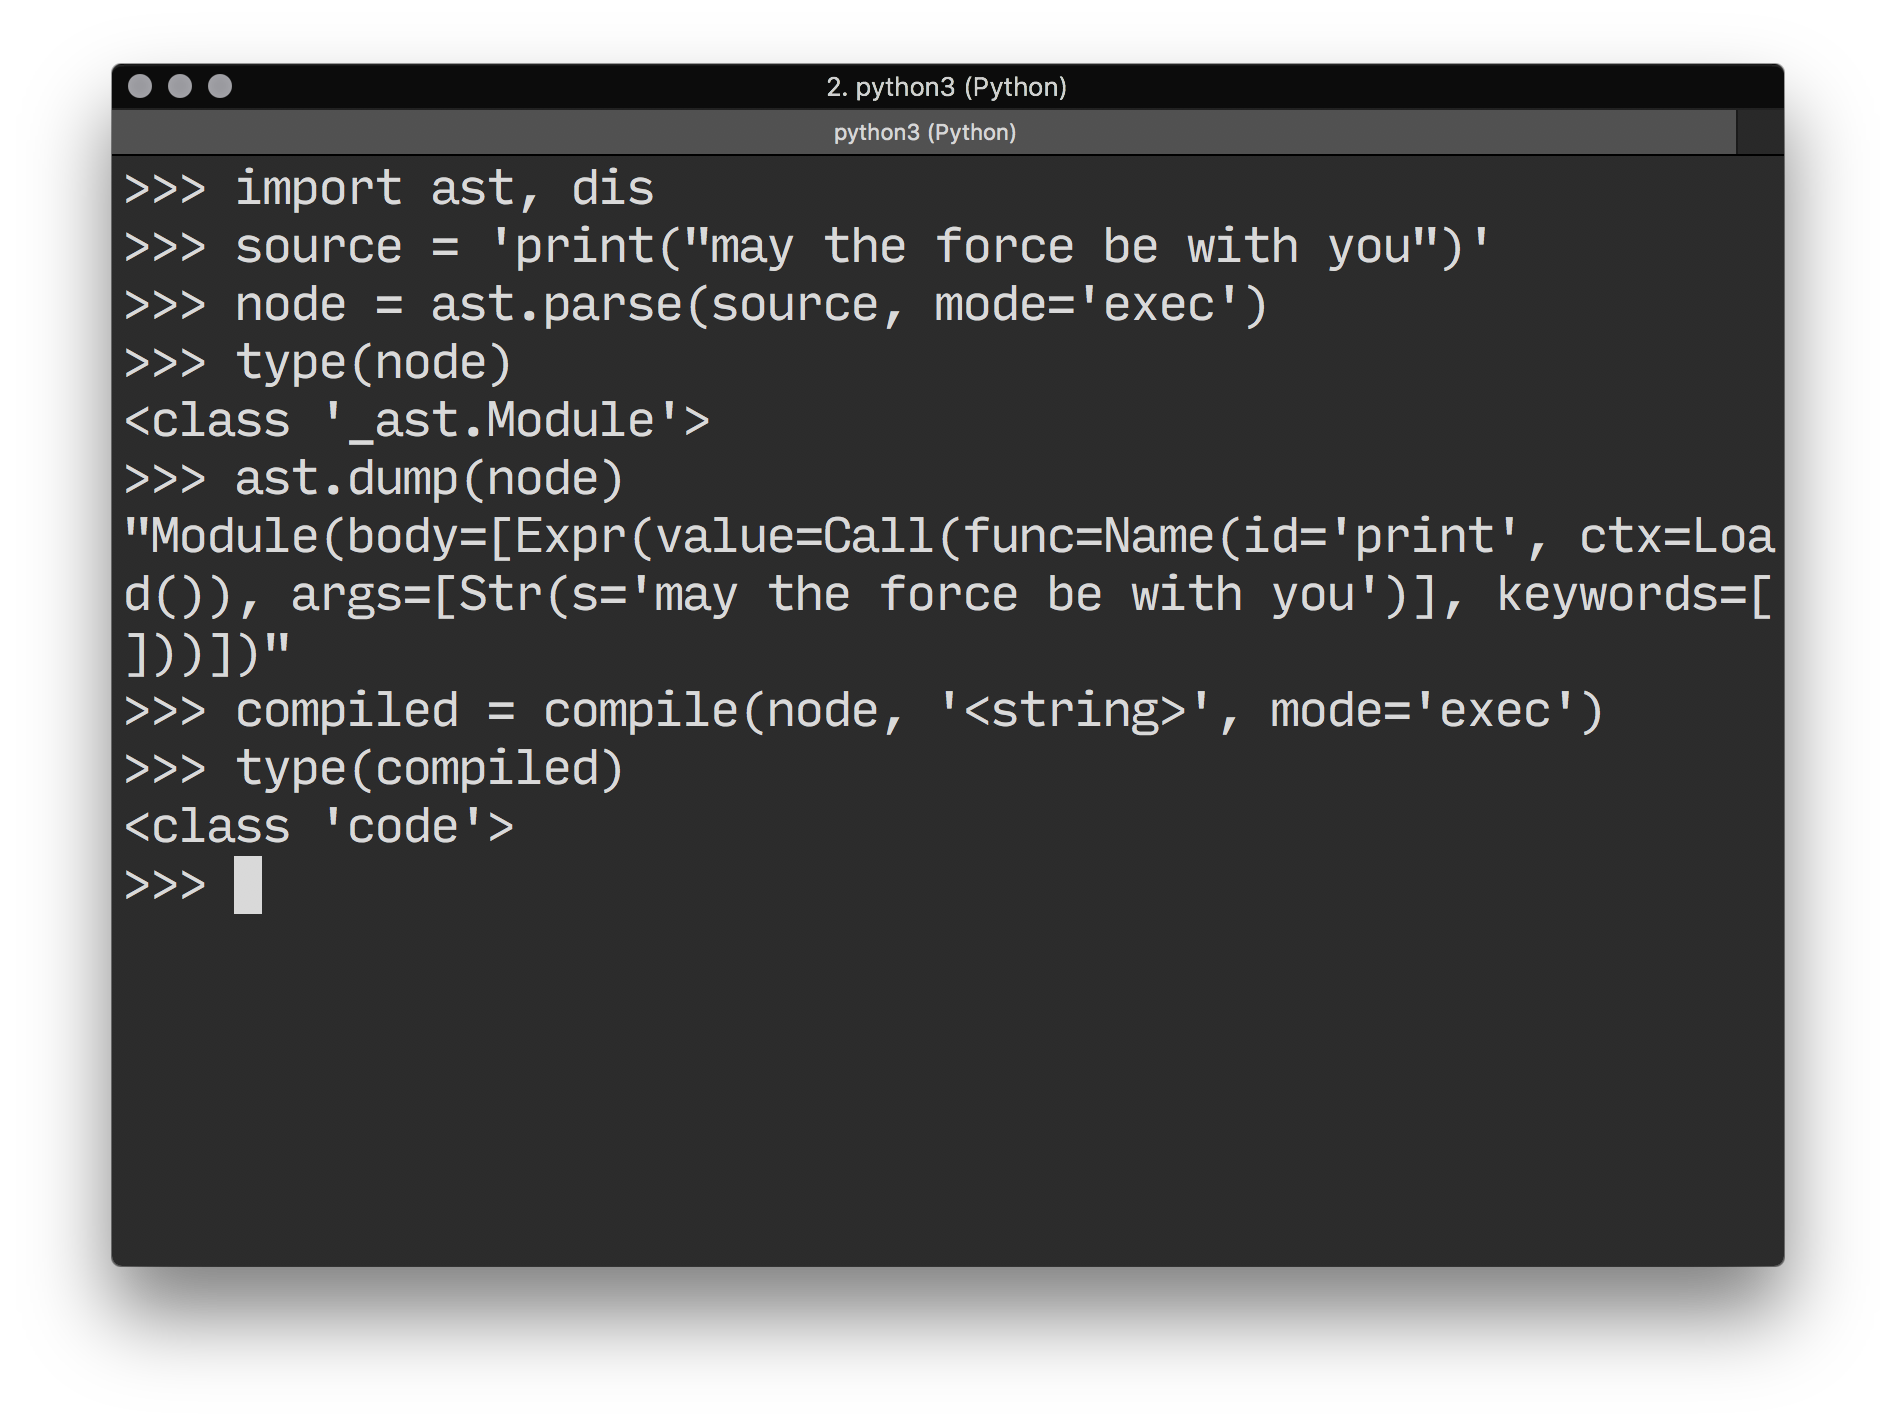 2. python3 (Python)
python3 (Python)
>>> import ast, dis
>>> source = 'print("may the force be with you")'
>>> node = ast.parse(source, mode='exec')
>>> type(node)
<class '_ast.Module'>
>>> ast.dump(node)
"Module(body=[Expr(value=Call(func=Name(id='print', ctx=Loa
d()), args=[Str(s='may the force be with you')], keywords=[
]))])"
>>> compiled = compile(node, '<string>', mode='exec')
>>> type(compiled)
<class 'code'>
>>>